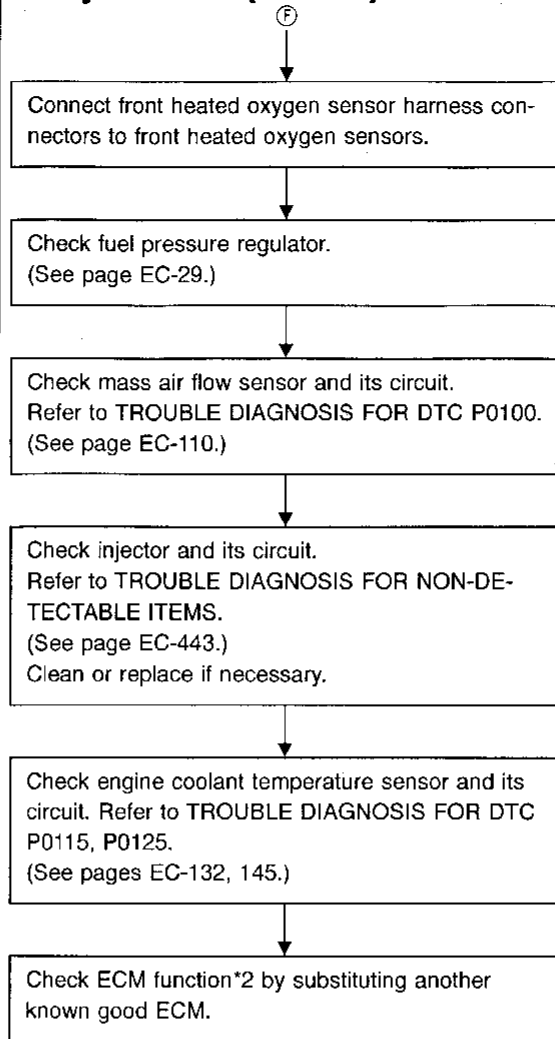 F
Connect front heated oxygen sensor harness con-
nectors to front heated oxygen sensors.
Check fuel pressure regulator.
(See page EC-29.)
Check mass air flow sensor and its circuit.
Refer to TROUBLE DIAGNOSIS FOR DTC P0100.
(See page EC-110.)
Check injector and its circuit.
Refer to TROUBLE DIAGNOSIS FOR NON-DE-
TECTABLE ITEMS.
(See page EC-443.)
Clean or replace if necessary.
Check engine coolant temperature sensor and its
circuit. Refer to TROUBLE DIAGNOSIS FOR DTC
P0115, P0125.
(See pages EC-132, 145.)
Check ECM function*2 by substituting another
known good ECM.